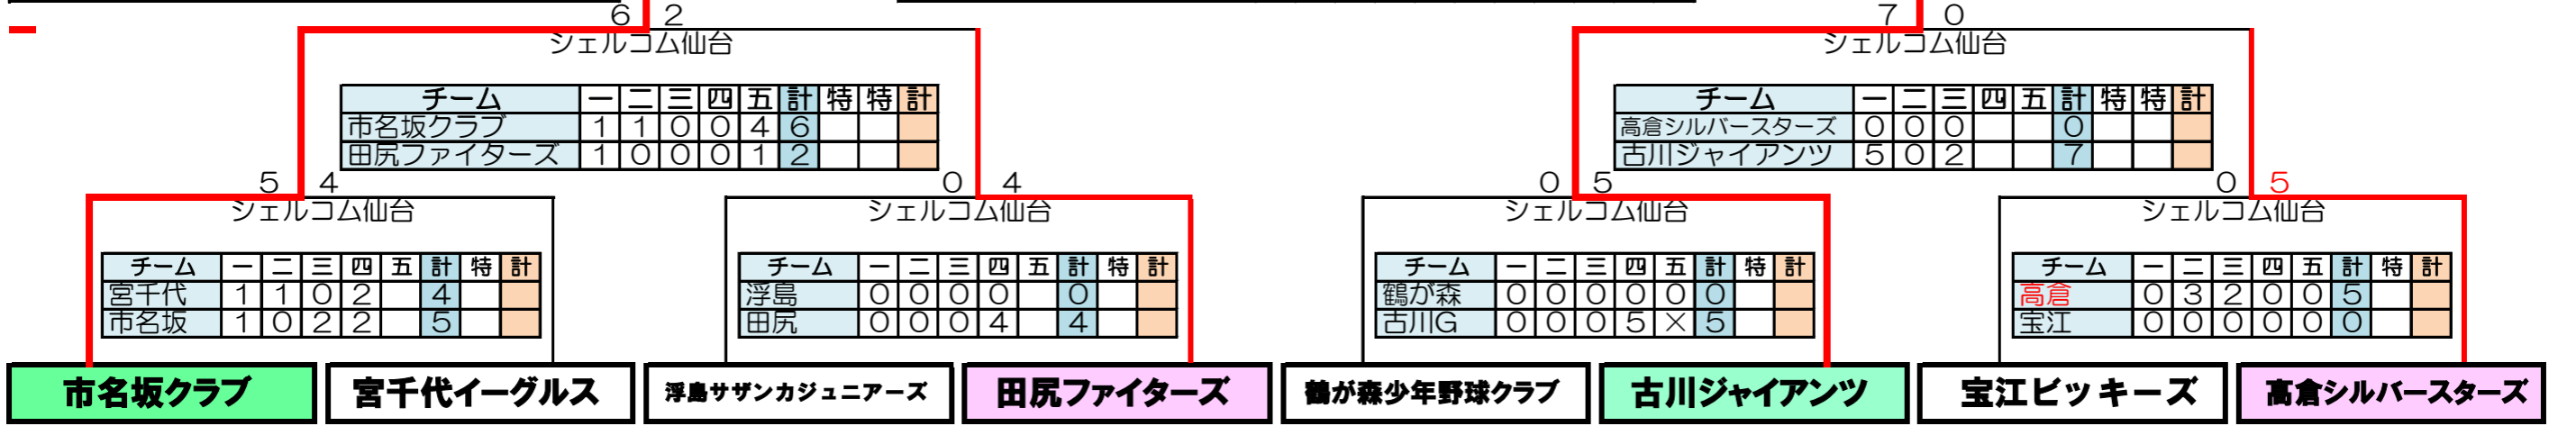 6 2 7 0
シェルコム仙台 シェルコム仙台
チーム 一 二 三 四 五 計 特 特 計
市名坂クラブ 1 1 0 0 4 6
田尻ファイターズ 1 0 0 0 1 2
チーム 一 二 三 四 五 計 特 特 計
高倉シルバースターズ 0 0 0 0
古川ジャイアンツ 5 0 2 7
5 4 0 4 0 5 0 5
シェルコム仙台 シェルコム仙台 シェルコム仙台 シェルコム仙台
チーム 一 二 三 四 五 計 特 計
宮千代 1 1 0 2 4
市名坂 1 0 2 2 5
チーム 一 二 三 四 五 計 特 計
浮島 0 0 0 0 0
田尻 0 0 0 4 4
チーム 一 二 三 四 五 計 特 計
鶴が森 0 0 0 0 0 0
古川G 0 0 0 5 × 5
チーム 一 二 三 四 五 計 特 計
高倉 0 3 2 0 0 5
宝江 0 0 0 0 0 0
市名坂クラブ 宮千代イーグルス 浮島サザンカジュニアーズ 田尻ファイターズ 鶴が森少年野球クラブ 古川ジャイアンツ 宝江ビッキーズ 高倉シルバースターズ